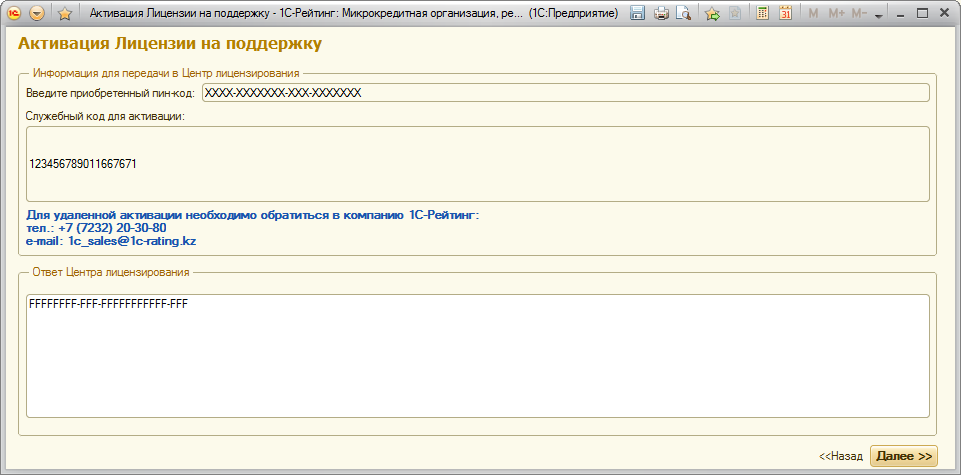 Активация Лицензии на поддержку - 1С-Рейтинг: Микрокредитная организация, ре... (1С:Предприятие)
M M+ M-
Активация Лицензии на поддержку
Информация для передачи в Центр лицензирования
Введите приобретенный пин-код: XXXX-XXXXXXX-XXX-XXXXXXX
Служебный код для активации:
123456789011667671
Для удаленной активации необходимо обратиться в компанию 1С-Рейтинг:
тел.: +7 (7232) 20-30-80
e-mail: 1c_sales@1c-rating.kz
Ответ Центра лицензирования
FFFFFFFF-FFF-FFFFFFFFFFF-FFF
<<Назад
Далее >>